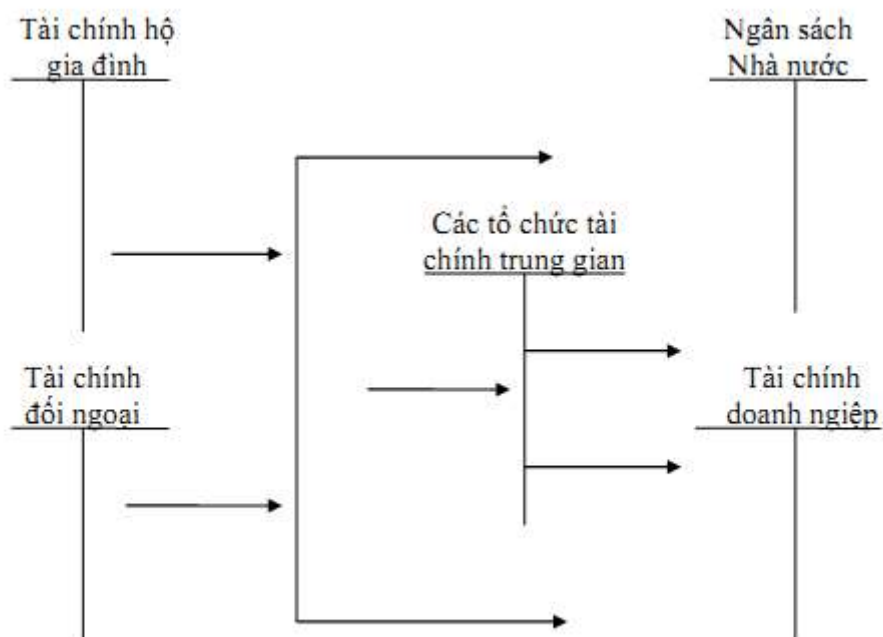 Tài chính hộ
gia đình
Ngân sách
Nhà nước
Các tổ chức tài
chính trung gian
Tài chính
đối ngoại
Tài chính
doanh ngiệp